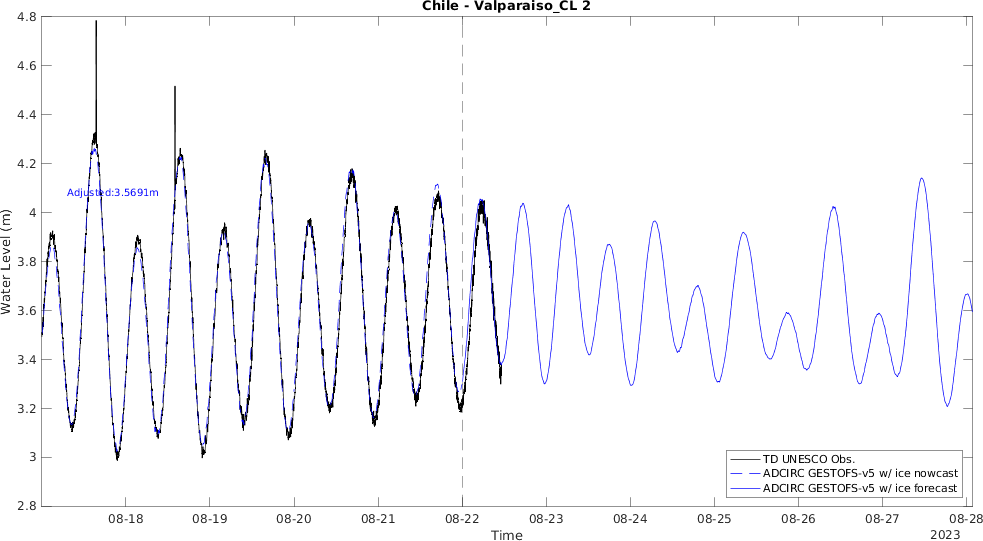 Chile - Valparaiso_CL 2
4.8
4.6
4.4
4.2
4
3.8
3.6
3.4
3.2
3
2.8
Water Level (m)
Adjusted:3.5691m
TD UNESCO Obs.
ADCIRC GESTOFS-v5 w/ ice nowcast
ADCIRC GESTOFS-v5 w/ ice forecast
08-18 08-19 08-20 08-21 08-22 08-23 08-24 08-25 08-26 08-27 08-28
Time
2023